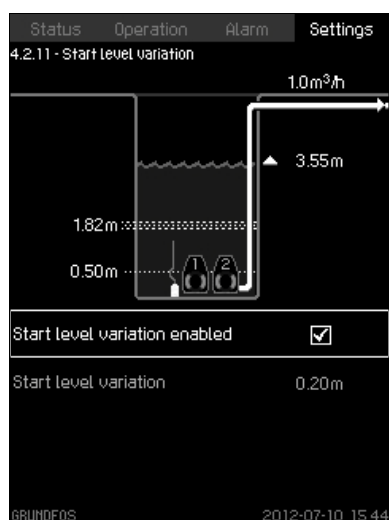 Status Operation Alarm Settings
4.2.11 - Start level variation
1.0m³/h
3.55m
1.82m
0.50m
1 2
Start level variation enabled
Start level variation 0.20m
GRUNDFOS 2012-07-10 15:44